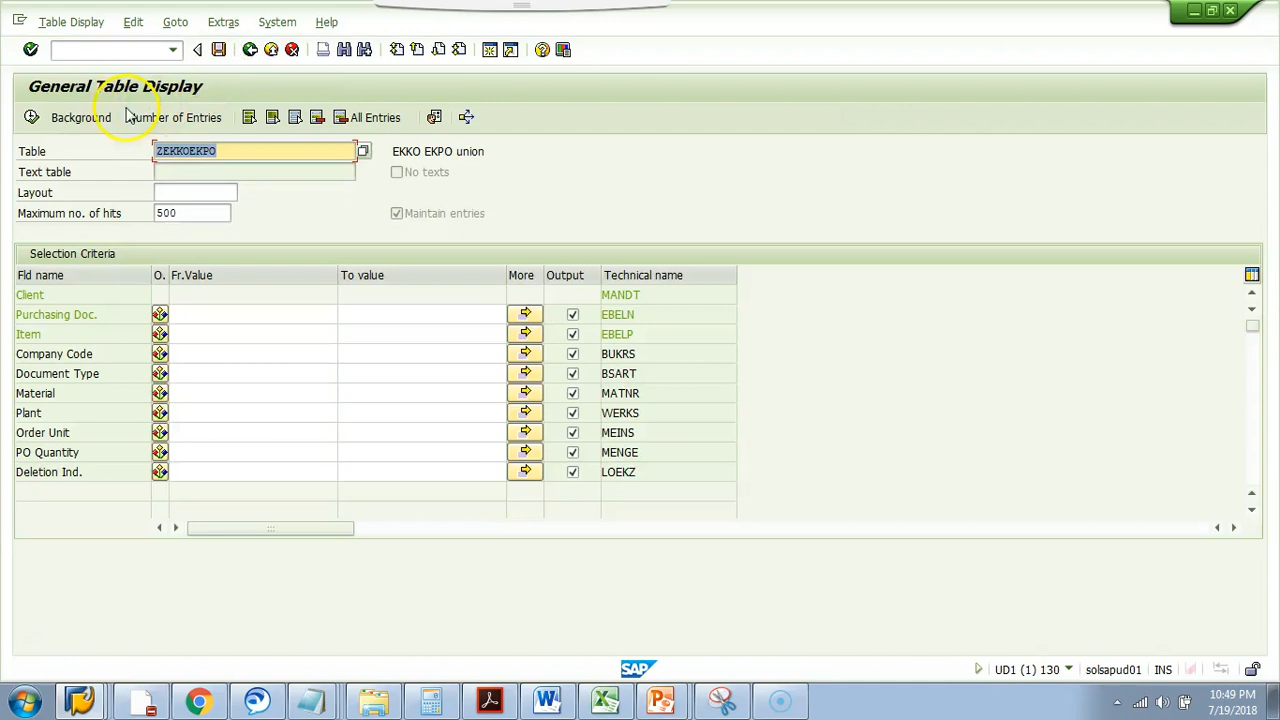 Table Display Edit Goto Extras System Help
General Table Display
Background Number of Entries All Entries
Table ZEKKOEKPO EKKO EKPO union
Text table No texts
Layout
Maximum no. of hits 500 Maintain entries
Selection Criteria
Fld name O. Fr.Value To value More Output Technical name
Client MANDT
Purchasing Doc. EBELN
Item EBELP
Company Code BUKRS
Document Type BSART
Material MATNR
Plant WERKS
Order Unit MEINS
PO Quantity MENGE
Deletion Ind. LOEKZ
SAP UD1 (1) 130 solsapud01 INS
10:49 PM
7/19/2018